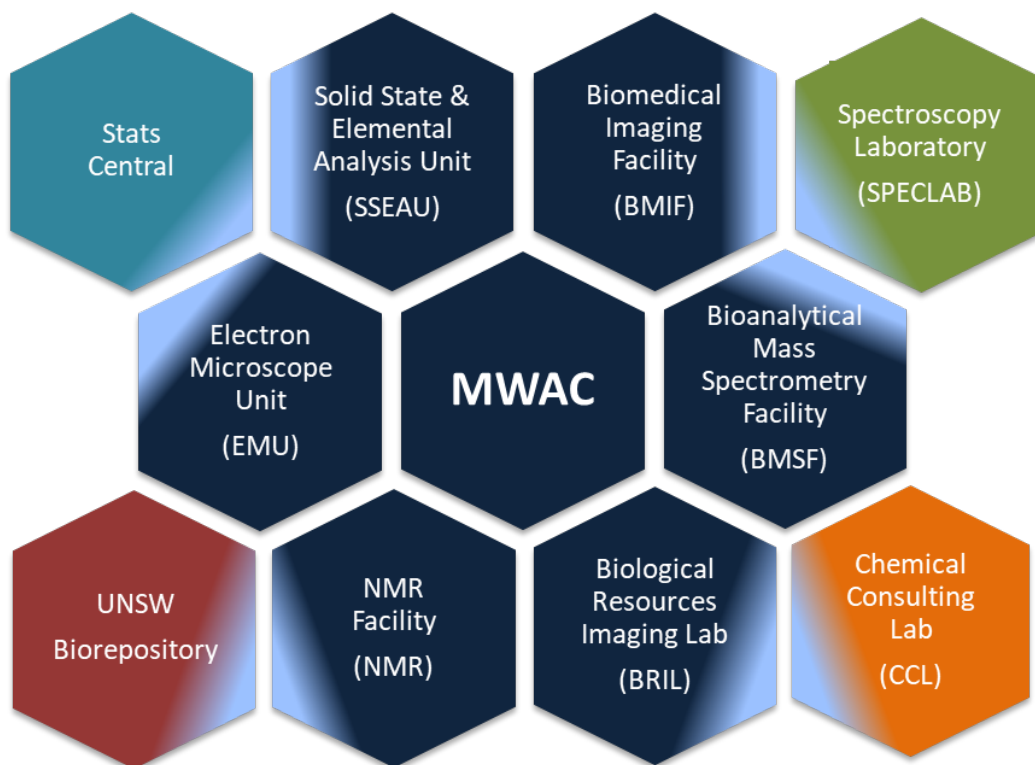 Stats
Central
Solid State &
Elemental
Analysis Unit
(SSEAU)
Biomedical
Imaging
Facility
(BMIF)
Spectroscopy
Laboratory
(SPECLAB)
Electron
Microscope
Unit
(EMU)
MWAC
Bioanalytical
Mass
Spectrometry
Facility
(BMSF)
UNSW
Biorepository
NMR
Facility
(NMR)
Biological
Resources
Imaging Lab
(BRIL)
Chemical
Consulting
Lab
(CCL)